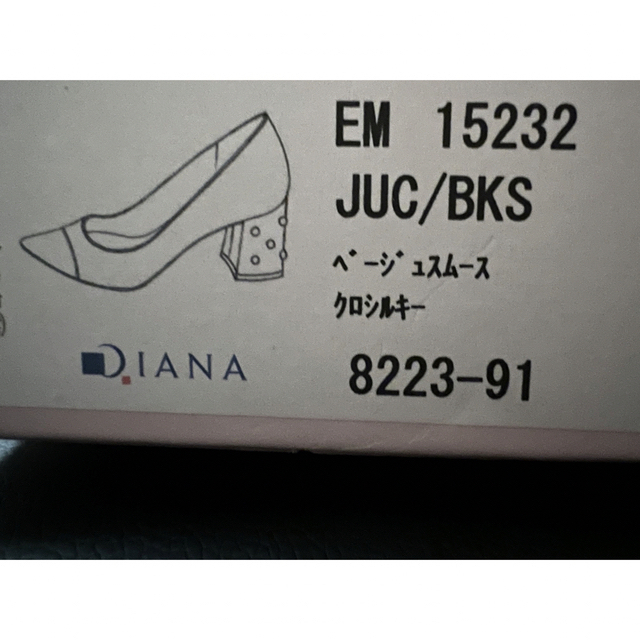 EM 15232
JUC/BKS
ﾍﾞｰｼﾞｭｽﾑｰｽ
ｸﾛｼﾙｷｰ
DIANA
8223-91